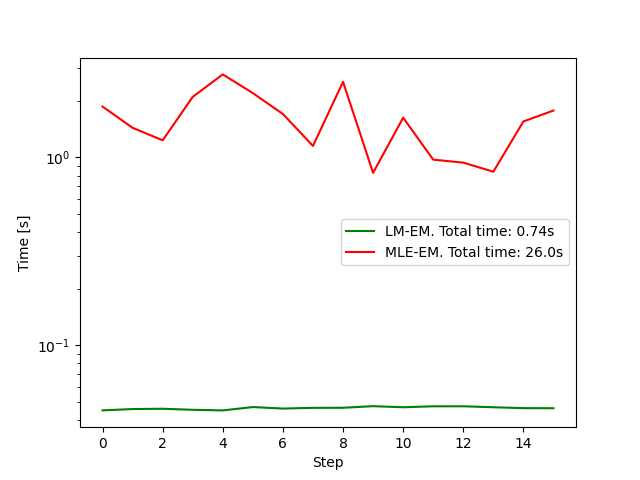 Time [s]
10⁰
10⁻¹
LM-EM. Total time: 0.74s
MLE-EM. Total time: 26.0s
0 2 4 6 8 10 12 14
Step